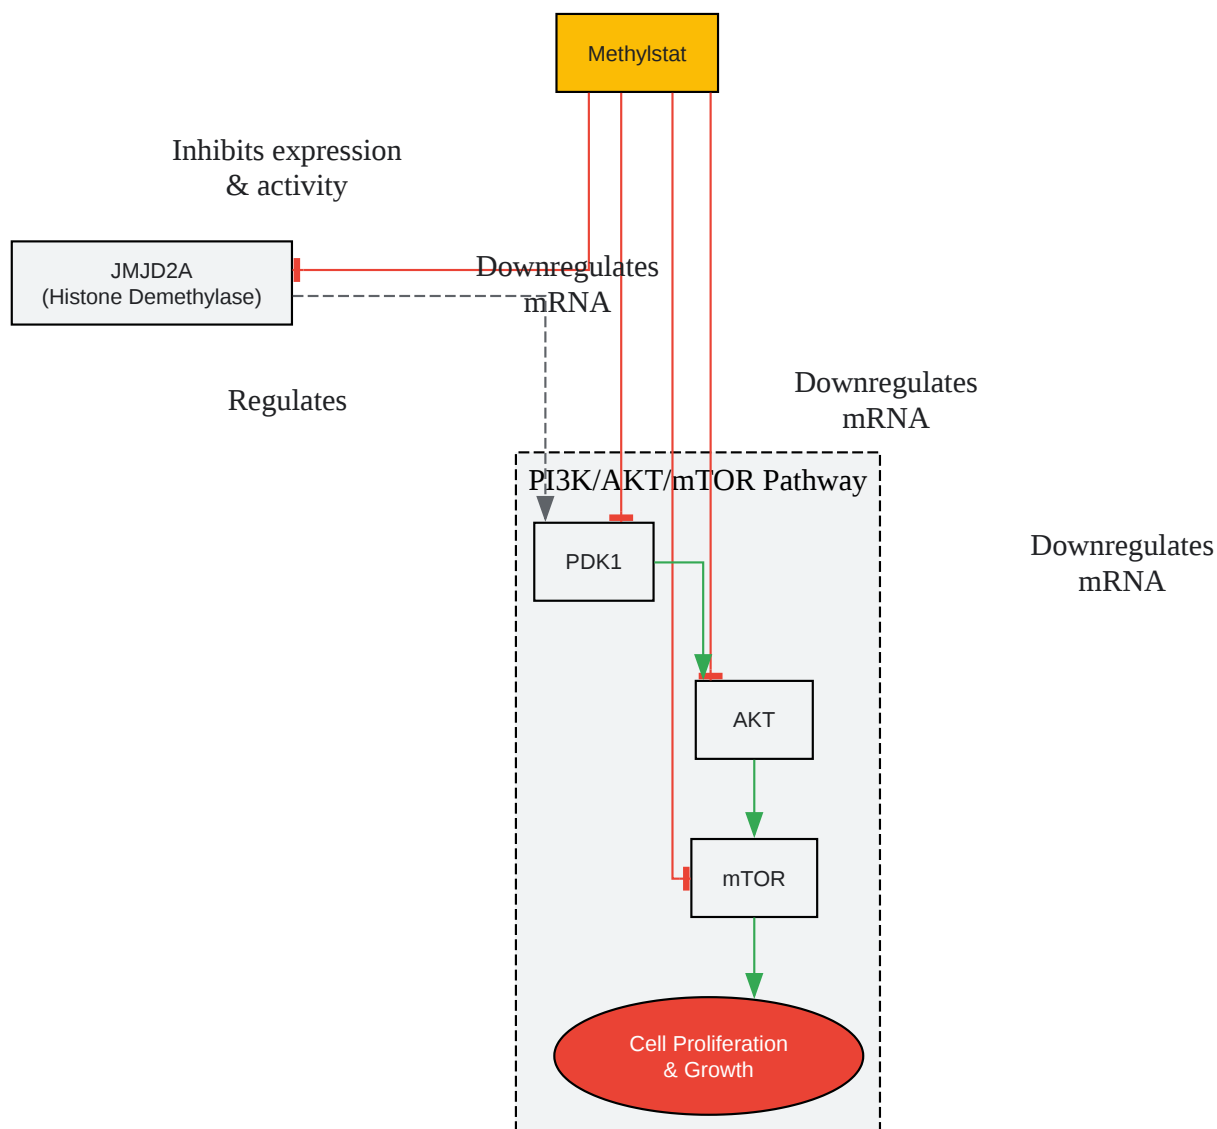 Methylstat
Inhibits expression
& activity
JMJD2A
(Histone Demethylase)
Downregulates
mRNA
Regulates
Downregulates
mRNA
PI3K/AKT/mTOR Pathway
PDK1
Downregulates
mRNA
AKT
mTOR
Cell Proliferation
& Growth